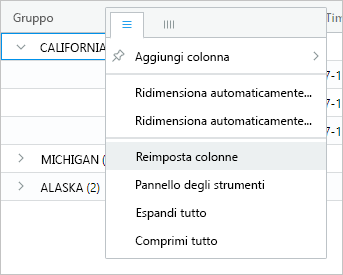 Gruppo
Tim
CALIFORNIA
Aggiungi colonna
7-1
Ridimensiona automaticamente...
7-1
Ridimensiona automaticamente...
7-1
Reimposta colonne
MICHIGAN (
Pannello degli strumenti
ALASKA (2)
Espandi tutto
Comprimi tutto